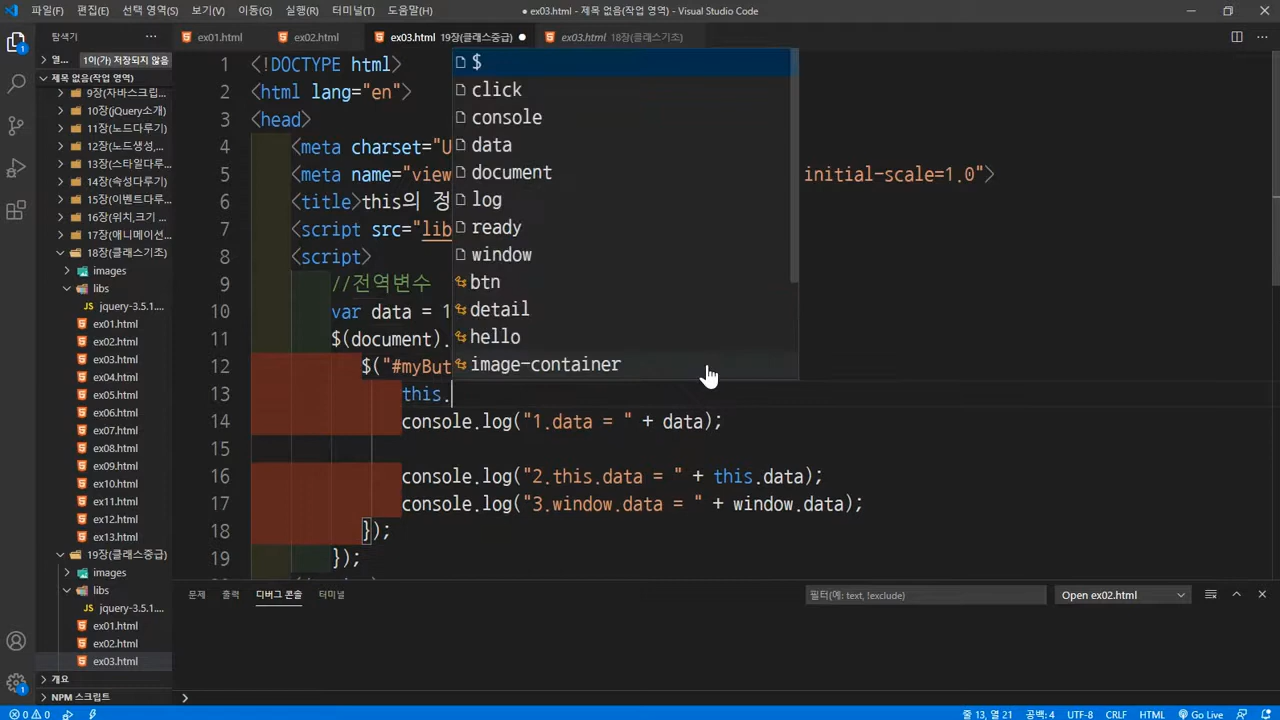 파일(F) 편집(E) 선택 영역(S) 보기(V) 이동(G) 실행(R) 터미널(T) 도움말(H)
● ex03.html - 제목 없음(작업 영역) - Visual Studio Code
탐색기 ···
ex01.html ex02.html ex03.html 19장(클래스중급) ● ex03.html 18장(클래스기조)
열... 1이(가) 저장되지 않음
제목 없음(작업 영역)
9장(자바스크립...
10장(jQuery소개)
11장(노드다루기)
12장(노드생성,...
13장(스타일다루...
14장(속성다루기)
15장(이벤트다루...
16장(위치,크기 ...
17장(애니메이션...
18장(클래스기조)
images
libs
jquery-3.5.1....
ex01.html
ex02.html
ex03.html
ex04.html
ex05.html
ex06.html
ex07.html
ex08.html
ex09.html
ex10.html
ex11.html
ex12.html
ex13.html
19장(클래스중급)
images
libs
jquery-3.5.1....
ex01.html
ex02.html
ex03.html
개요
NPM 스크립트
1 <!DOCTYPE html>
2 <html lang="en">
3 <head>
4 <meta charset="U
5 <meta name="view initial-scale=1.0">
6 <title>this의 정
7 <script src="lib
8 <script>
9 //전역변수
10 var data = 1
11 $(document).
12 $("#myBut
13 this.
14 console.log("1.data = " + data);
15
16 console.log("2.this.data = " + this.data);
17 console.log("3.window.data = " + window.data);
18 });
19 });
$
click
console
data
document
log
ready
window
btn
detail
hello
image-container
문제 출력 디버그 콘솔 터미널
필터(예: text, !exclude) Open ex02.html
0 0
줄 13, 열 21 공백: 4 UTF-8 CRLF HTML Go Live